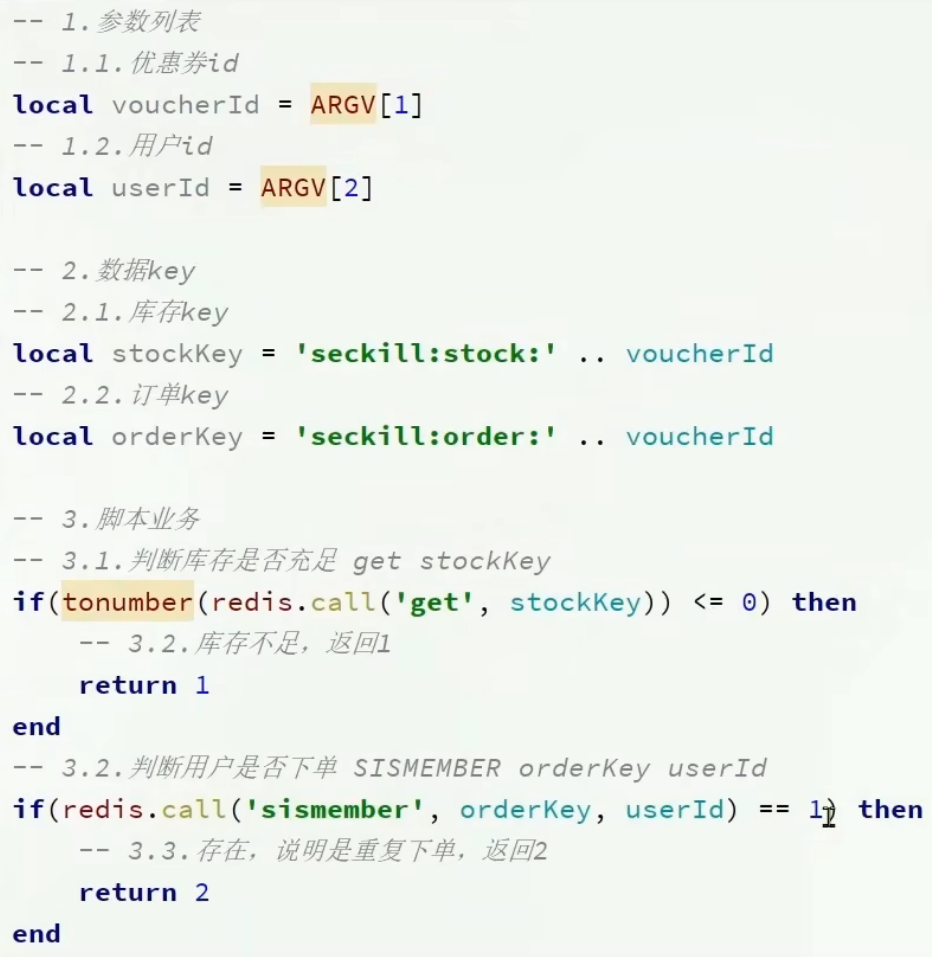 -- 1.参数列表
-- 1.1.优惠券id
local voucherId = ARGV[1]
-- 1.2.用户id
local userId = ARGV[2]
-- 2.数据key
-- 2.1.库存key
local stockKey = 'seckill:stock:' .. voucherId
-- 2.2.订单key
local orderKey = 'seckill:order:' .. voucherId
-- 3.脚本业务
-- 3.1.判断库存是否充足 get stockKey
if(tonumber(redis.call('get', stockKey)) <= 0) then
    -- 3.2.库存不足，返回1
    return 1
end
-- 3.2.判断用户是否下单 SISMEMBER orderKey userId
if(redis.call('sismember', orderKey, userId) == 1) then
    -- 3.3.存在，说明是重复下单，返回2
    return 2
end